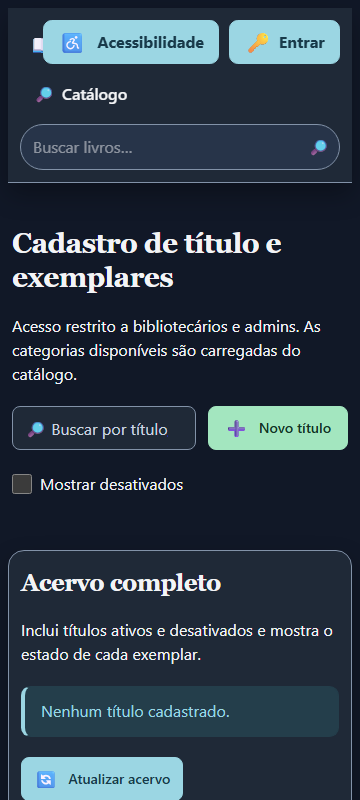 Acessibilidade
Entrar
Catálogo
Buscar livros...
Cadastro de título e
exemplares
Acesso restrito a bibliotecários e admins. As
categorias disponíveis são carregadas do
catálogo.
Buscar por título
Novo título
Mostrar desativados
Acervo completo
Inclui títulos ativos e desativados e mostra o
estado de cada exemplar.
Nenhum título cadastrado.
Atualizar acervo